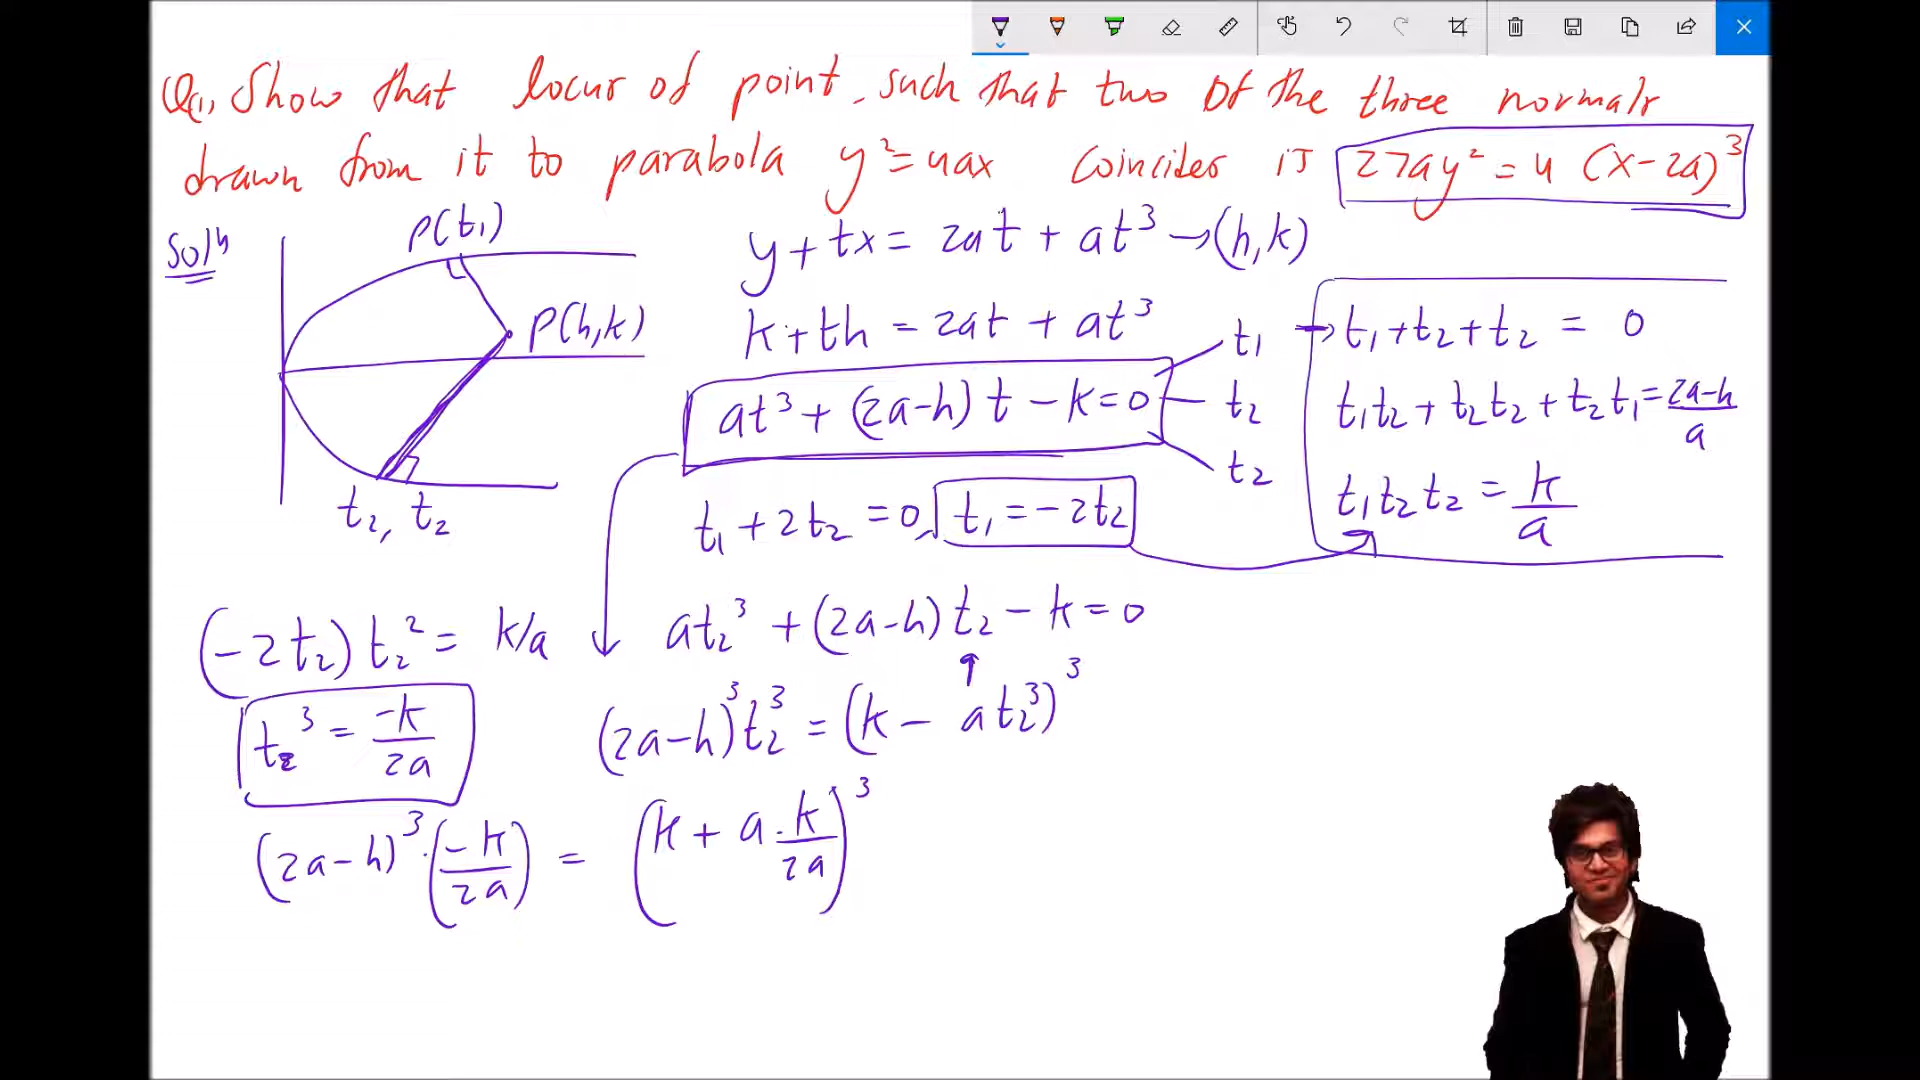 Q1, Show that locus of point, such that two of the three normals
drawn from it to parabola y² = 4ax coincides is 27ay² = 4 (x-2a)³
Solⁿ
P(t₁)
P(h,k)
t₂, t₂
y + tx = 2at + at³ → (h,k)
k + th = 2at + at³
at³ + (2a-h) t - k = 0
t₁
t₂
t₂
t₁ + t₂ + t₂ = 0
t₁t₂ + t₂t₂ + t₂t₁ = (2a-h)/a
t₁t₂t₂ = k/a
t₁ + 2t₂ = 0, t₁ = -2t₂
(-2t₂) t₂² = k/a
t₂³ = -k/2a
at₂³ + (2a-h) t₂ - k = 0
(2a-h)³ t₂³ = (k - at₂³)³
(2a-h)³ · (-k/2a) = (k + a · k/2a)³